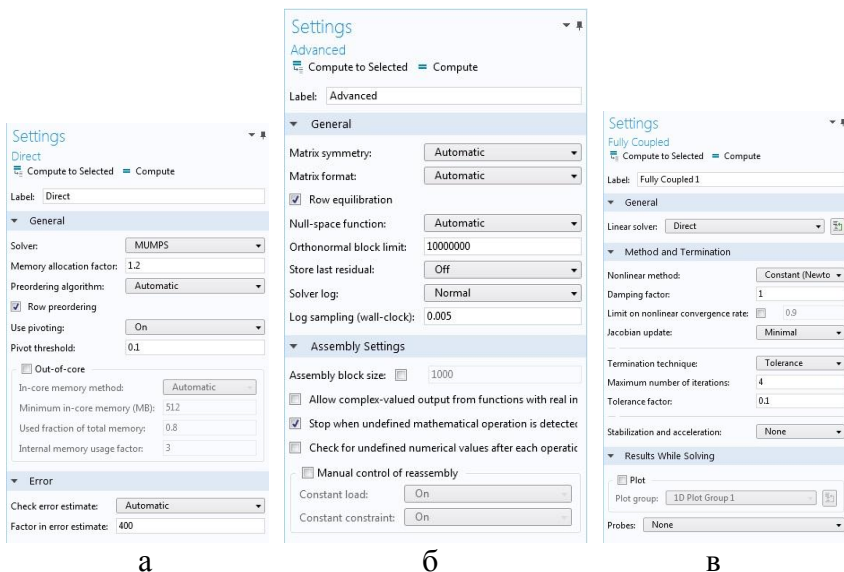 Settings
Direct
Compute to Selected = Compute
Label: Direct
General
Solver: MUMPS
Memory allocation factor: 1.2
Preordering algorithm: Automatic
Row preordering
Use pivoting: On
Pivot threshold: 0.1
Out-of-core
In-core memory method: Automatic
Minimum in-core memory (MB): 512
Used fraction of total memory: 0.8
Internal memory usage factor: 3
Error
Check error estimate: Automatic
Factor in error estimate: 400
а
Settings
Advanced
Compute to Selected = Compute
Label: Advanced
General
Matrix symmetry: Automatic
Matrix format: Automatic
Row equilibration
Null-space function: Automatic
Orthonormal block limit: 10000000
Store last residual: Off
Solver log: Normal
Log sampling (wall-clock): 0.005
Assembly Settings
Assembly block size: 1000
Allow complex-valued output from functions with real in
Stop when undefined mathematical operation is detected
Check for undefined numerical values after each operatic
Manual control of reassembly
Constant load: On
Constant constraint: On
б
Settings
Fully Coupled
Compute to Selected = Compute
Label: Fully Coupled 1
General
Linear solver: Direct
Method and Termination
Nonlinear method: Constant (Newto
Damping factor: 1
Limit on nonlinear convergence rate: 0.9
Jacobian update: Minimal
Termination technique: Tolerance
Maximum number of iterations: 4
Tolerance factor: 0.1
Stabilization and acceleration: None
Results While Solving
Plot
Plot group: 1D Plot Group 1
Probes: None
в